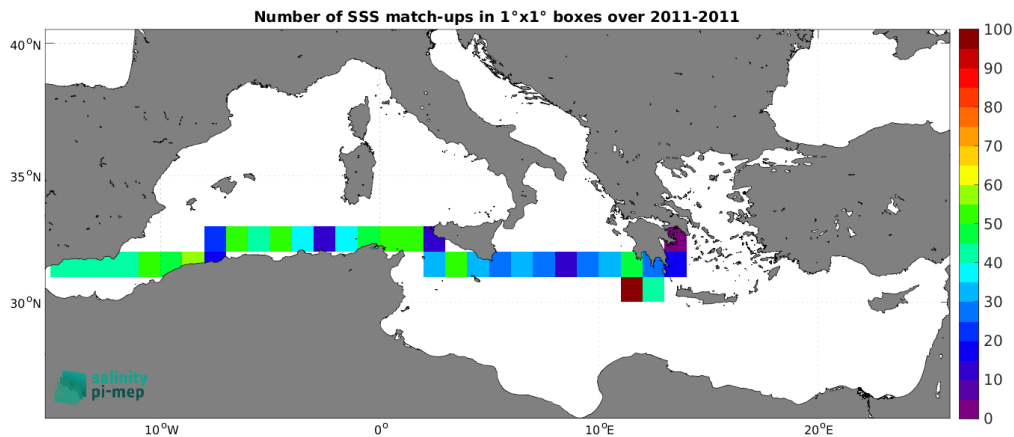 Number of SSS match-ups in 1°x1° boxes over 2011-2011
40°N
35°N
30°N
10°W
0°
10°E
20°E
100
90
80
70
60
50
40
30
20
10
0
salinity
pi-mep